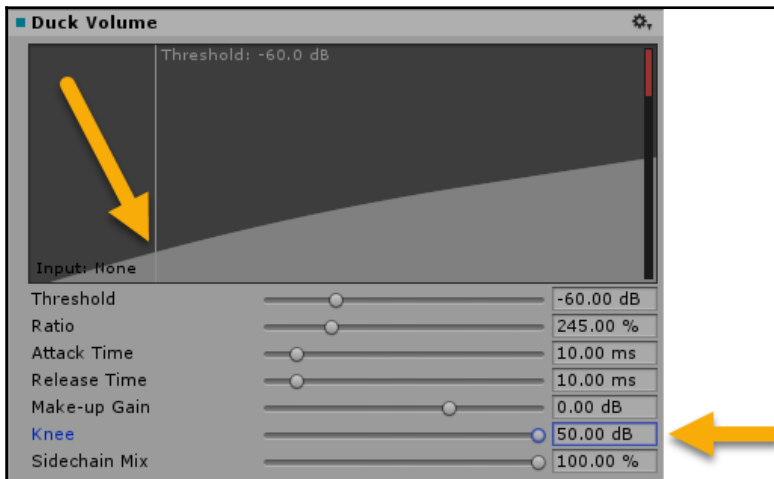 Duck Volume
Threshold: -60.0 dB
Input: None
Threshold -60.00 dB
Ratio 245.00 %
Attack Time 10.00 ms
Release Time 10.00 ms
Make-up Gain 0.00 dB
Knee 50.00 dB
Sidechain Mix 100.00 %